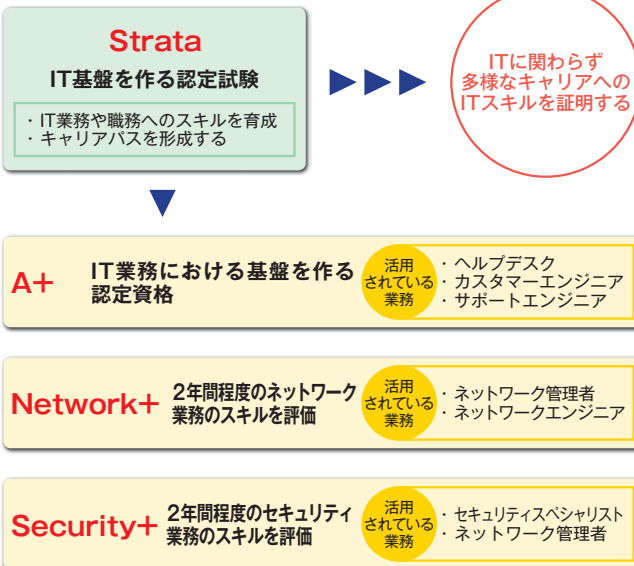 Strata
IT基盤を作る認定試験
・IT業務や職務へのスキルを育成
・キャリアパスを形成する
ITに関わらず
多様なキャリアへの
ITスキルを証明する
A+
IT業務における基盤を作る
認定資格
活用
されている
業務
・ヘルプデスク
・カスタマーエンジニア
・サポートエンジニア
Network+
2年間程度のネットワーク
業務のスキルを評価
活用
されている
業務
・ネットワーク管理者
・ネットワークエンジニア
Security+
2年間程度のセキュリティ
業務のスキルを評価
活用
されている
業務
・セキュリティスペシャリスト
・ネットワーク管理者